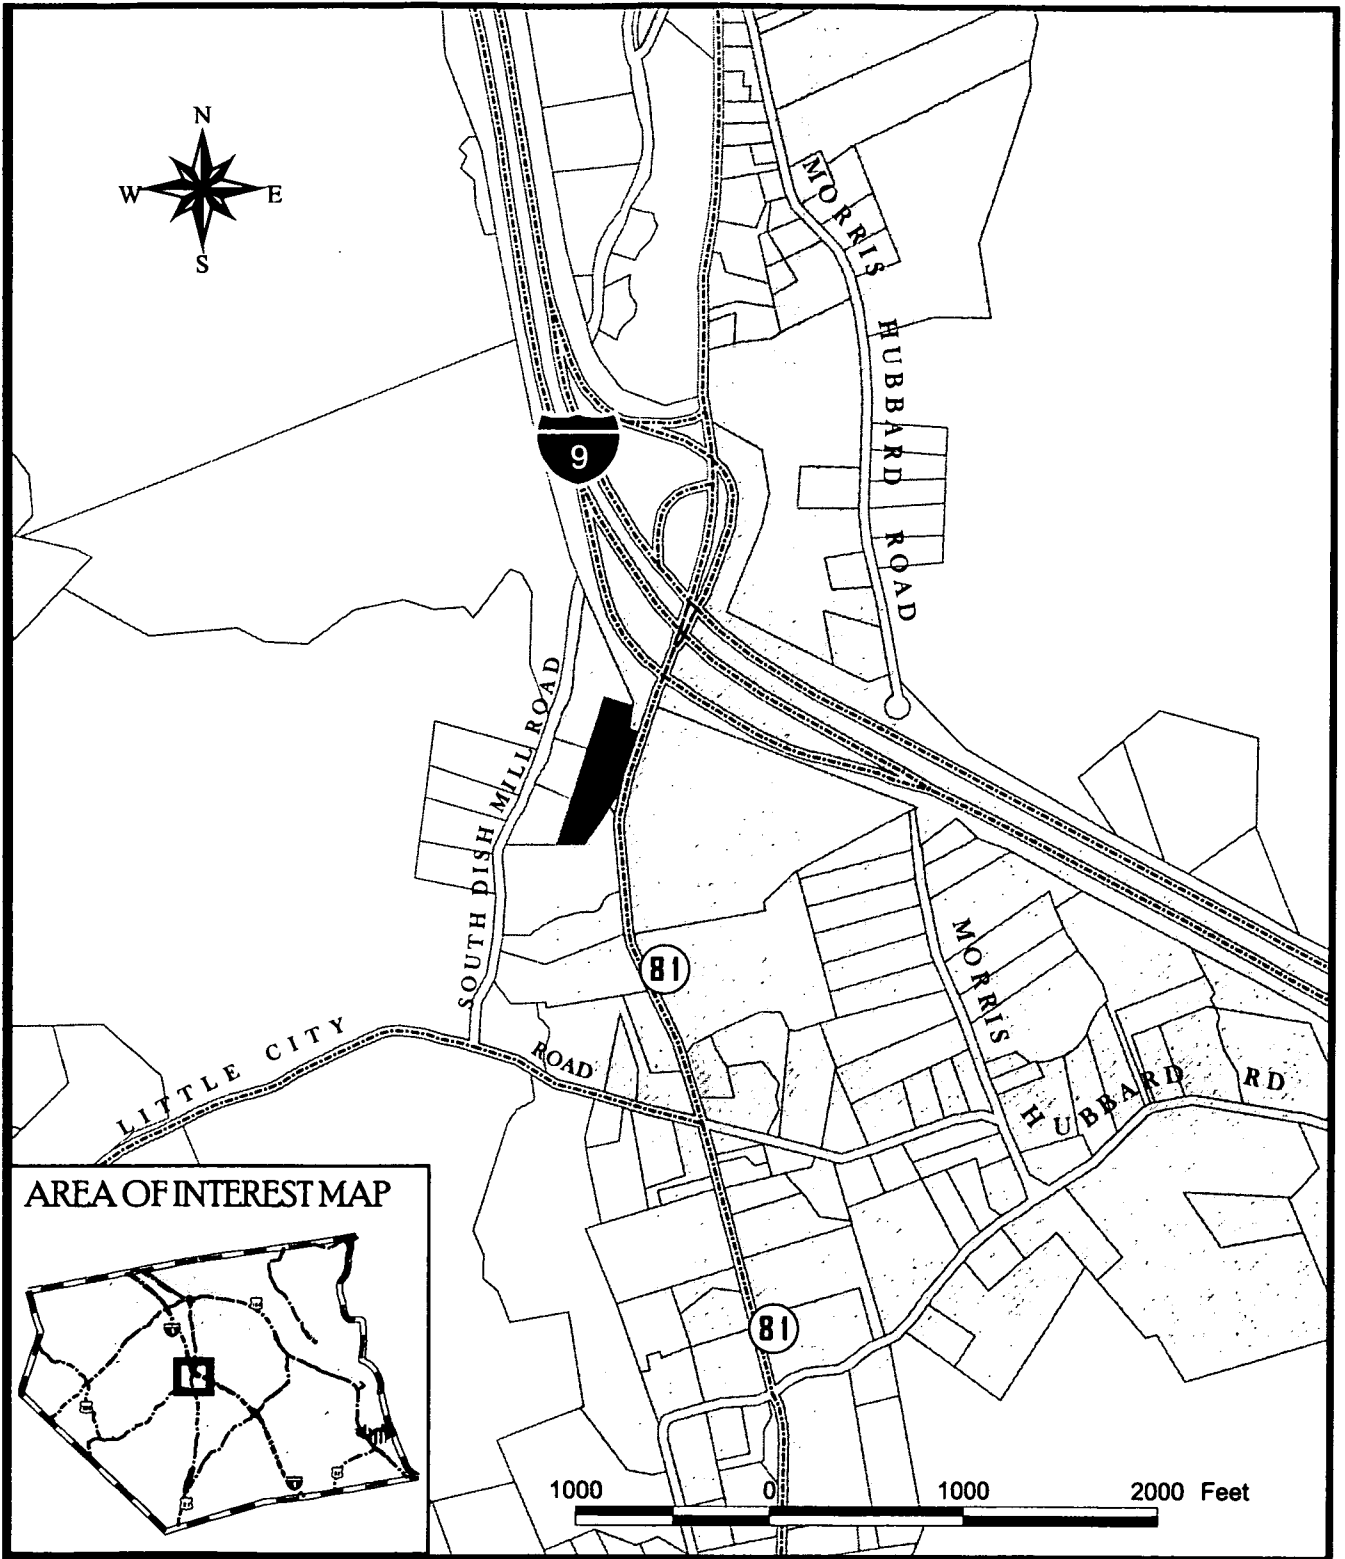 N
W E
S
MORRIS HUBBARD ROAD
9
SOUTH DISH MILL ROAD
81
MORRIS HUBBARD RD
LITTLE CITY ROAD
AREA OF INTEREST MAP
81
1000 0 1000 2000 Feet